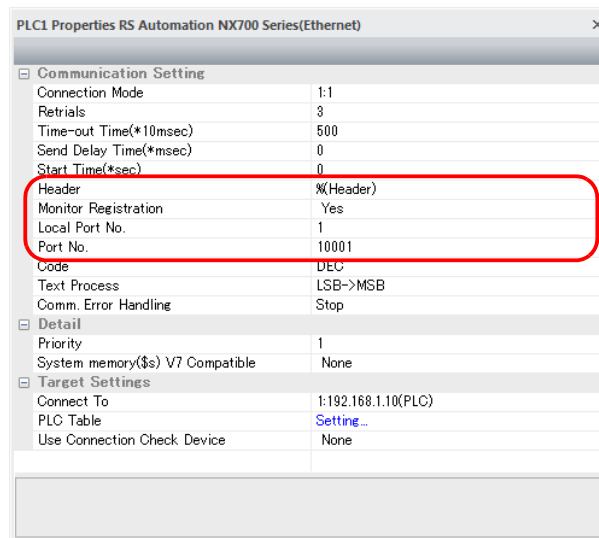 PLC1 Properties RS Automation NX700 Series(Ethernet)
Communication Setting
Connection Mode 1:1
Retrials 3
Time-out Time(*10msec) 500
Send Delay Time(*msec) 0
Start Time(*sec) 0
Header %(Header)
Monitor Registration Yes
Local Port No. 1
Port No. 10001
Code DEC
Text Process LSB->MSB
Comm. Error Handling Stop
Detail
Priority 1
System memory($s) V7 Compatible None
Target Settings
Connect To 1:192.168.1.10(PLC)
PLC Table Setting...
Use Connection Check Device None